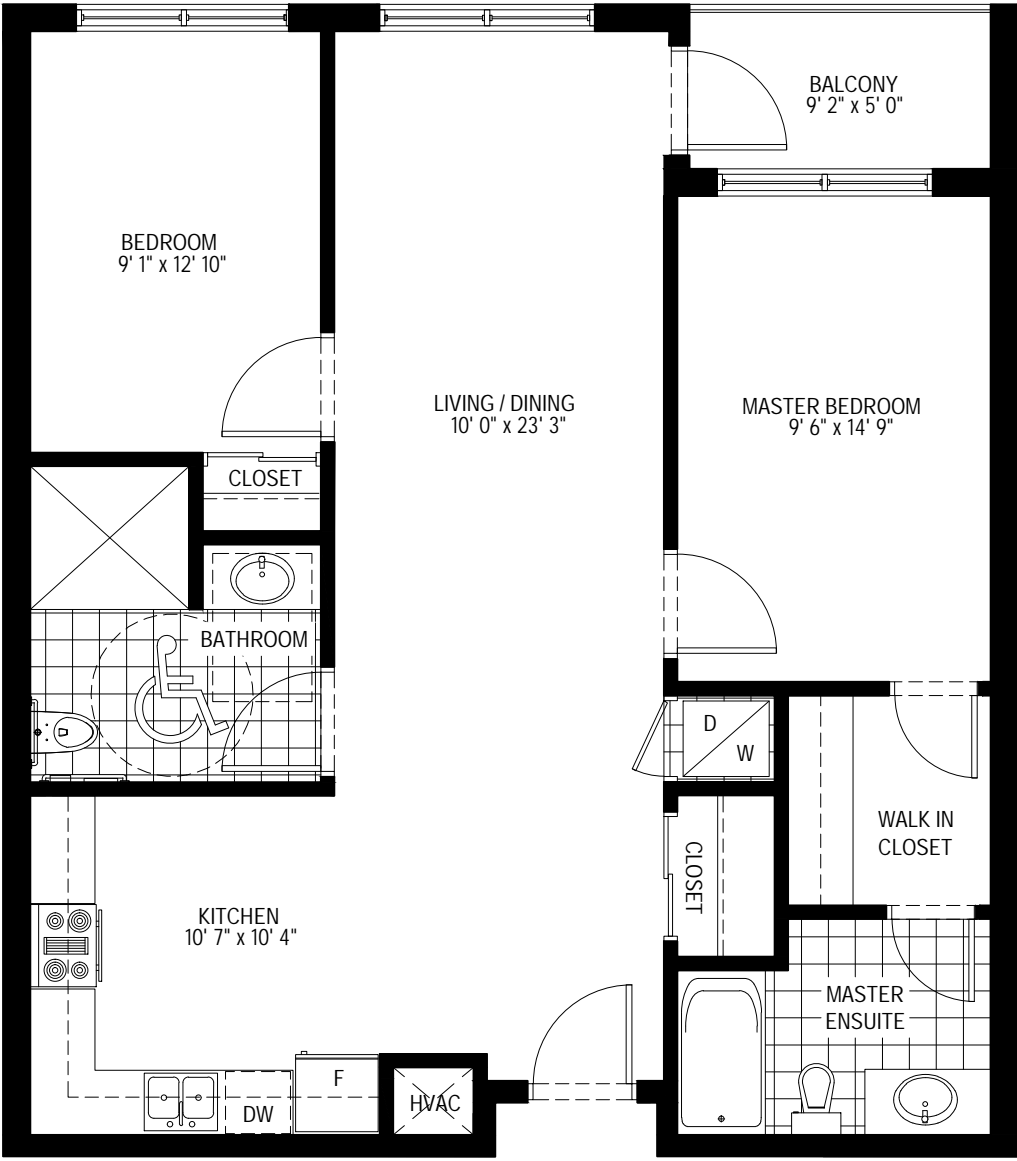 BALCONY
9' 2" x 5' 0"
BEDROOM
9' 1" x 12' 10"
LIVING / DINING
10' 0" x 23' 3"
MASTER BEDROOM
9' 6" x 14' 9"
CLOSET
BATHROOM
D
W
WALK IN
CLOSET
CLOSET
KITCHEN
10' 7" x 10' 4"
MASTER
ENSUITE
F
DW
HVAC